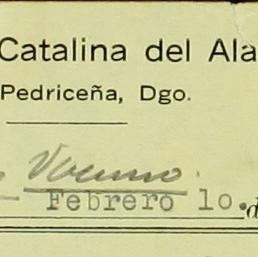 Catalina del Ala
Pedriceña, Dgo.
Febrero 1o. d